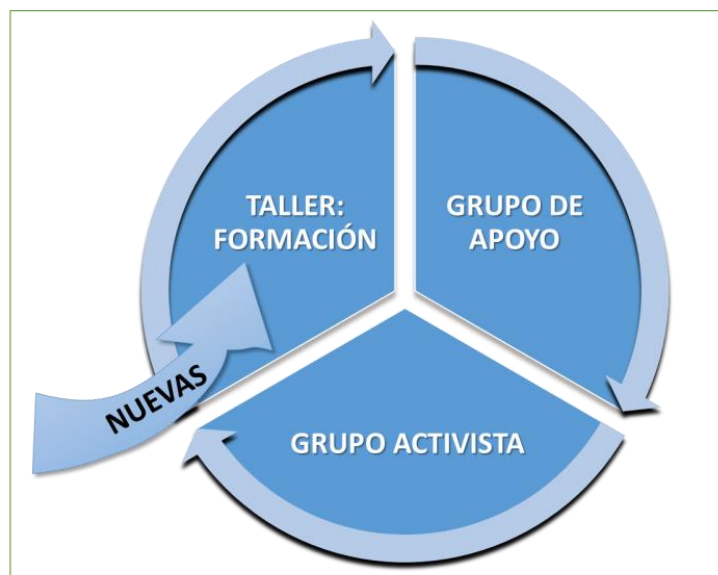 TALLER:
FORMACIÓN
GRUPO DE
APOYO
NUEVAS
GRUPO ACTIVISTA